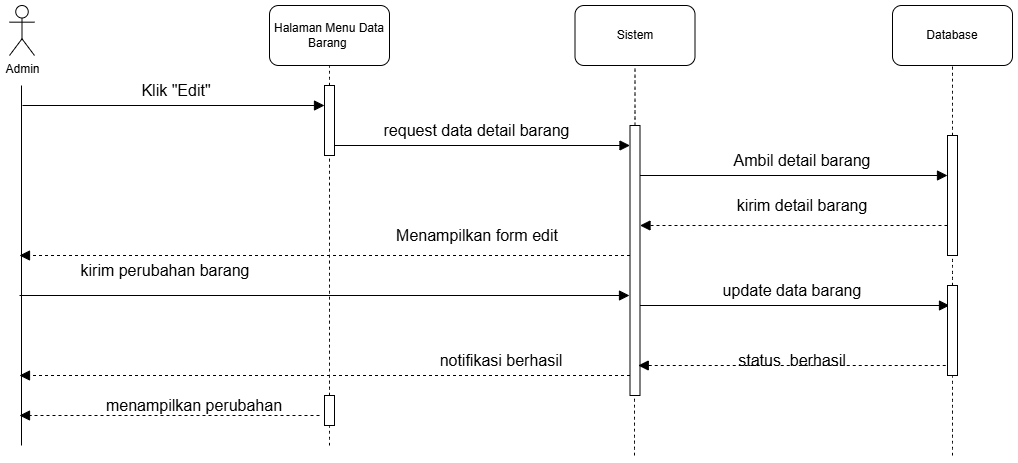 Halaman Menu Data
Barang
Sistem
Database
Admin
Klik "Edit"
request data detail barang
Ambil detail barang
kirim detail barang
Menampilkan form edit
kirim perubahan barang
update data barang
notifikasi berhasil
status berhasil
menampilkan perubahan